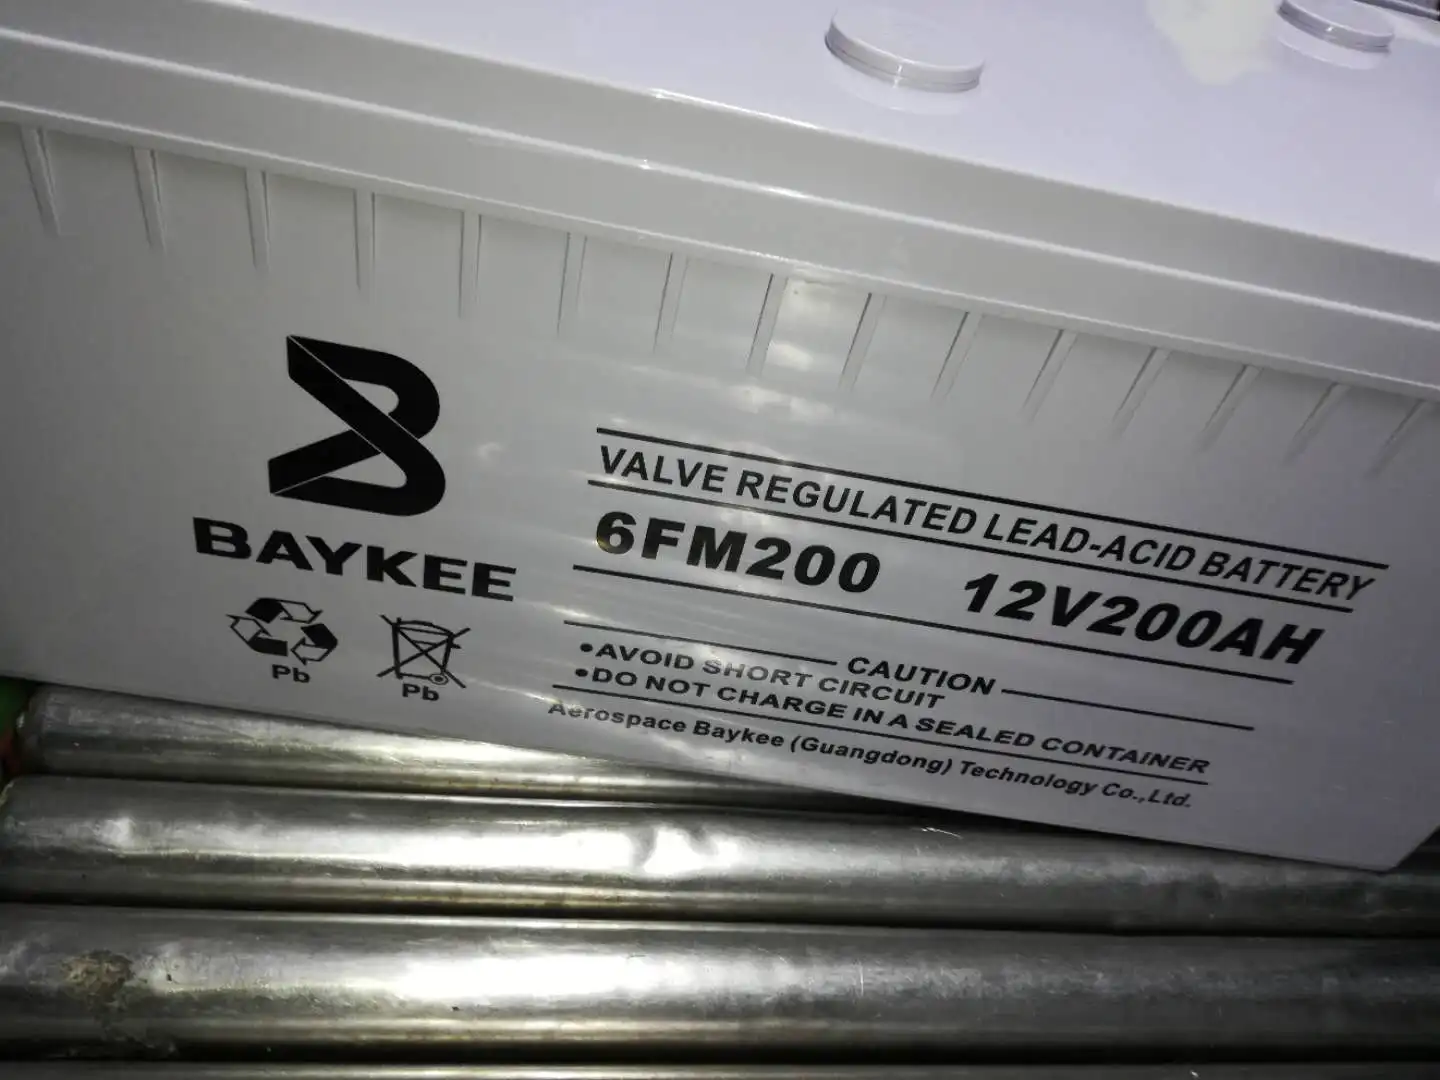 BAYKEE
Pb
Pb
VALVE REGULATED LEAD-ACID BATTERY
6FM200 12V200AH
CAUTION
•AVOID SHORT CIRCUIT
•DO NOT CHARGE IN A SEALED CONTAINER
Aerospace Baykee (Guangdong) Technology Co.,Ltd.